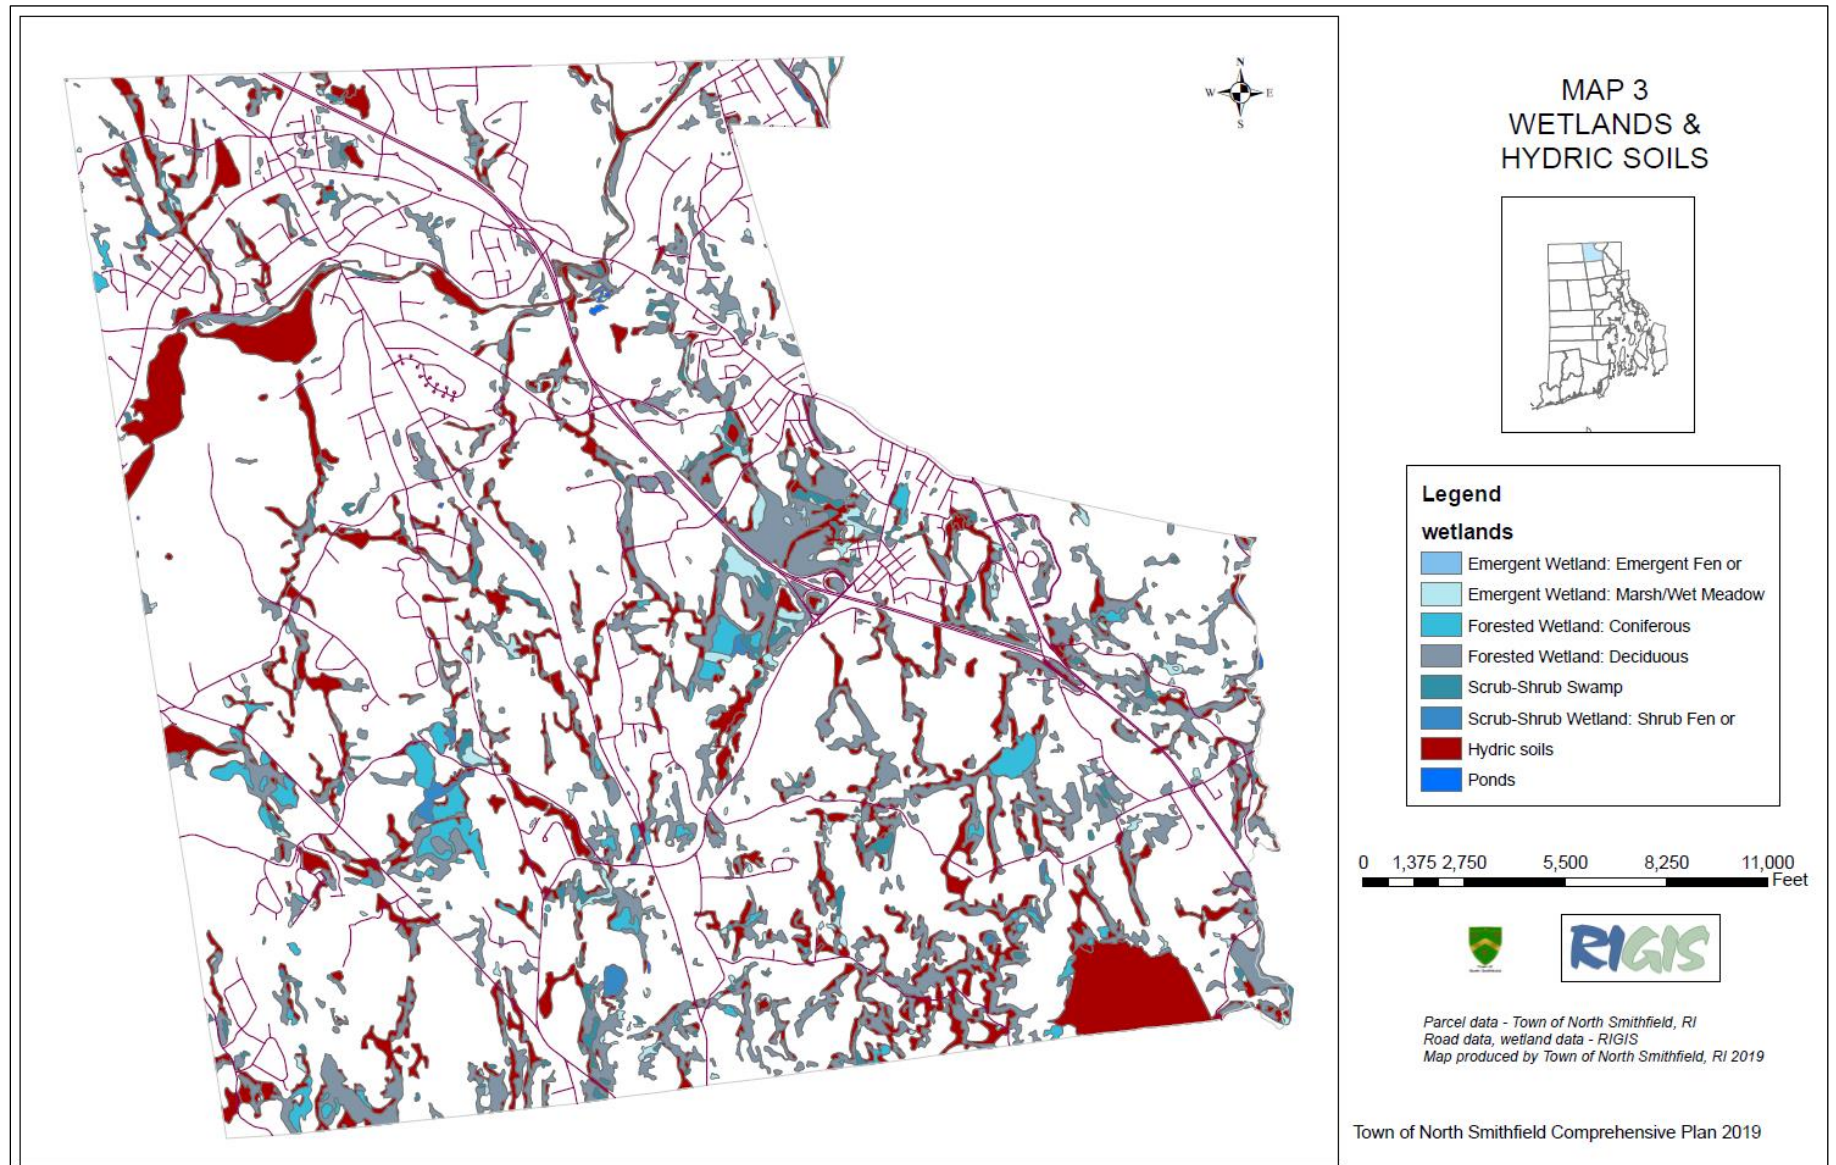 N
W E
S
MAP 3
WETLANDS &
HYDRIC SOILS
Legend
wetlands
Emergent Wetland: Emergent Fen or
Emergent Wetland: Marsh/Wet Meadow
Forested Wetland: Coniferous
Forested Wetland: Deciduous
Scrub-Shrub Swamp
Scrub-Shrub Wetland: Shrub Fen or
Hydric soils
Ponds
0 1,375 2,750 5,500 8,250 11,000
Feet
North Smithfield
RIGIS
Parcel data - Town of North Smithfield, RI
Road data, wetland data - RIGIS
Map produced by Town of North Smithfield, RI 2019
Town of North Smithfield Comprehensive Plan 2019